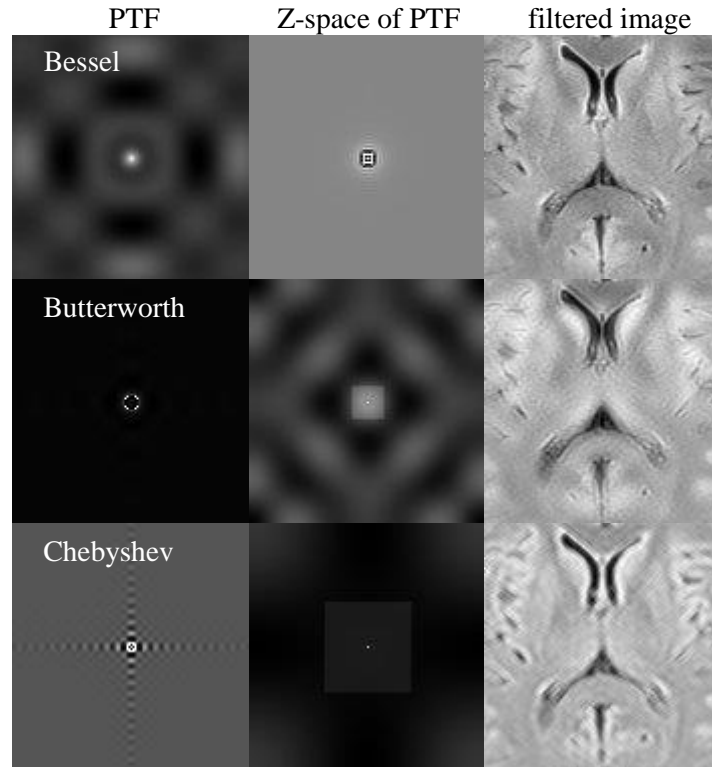 PTF Z-space of PTF filtered image
Bessel
Butterworth
Chebyshev